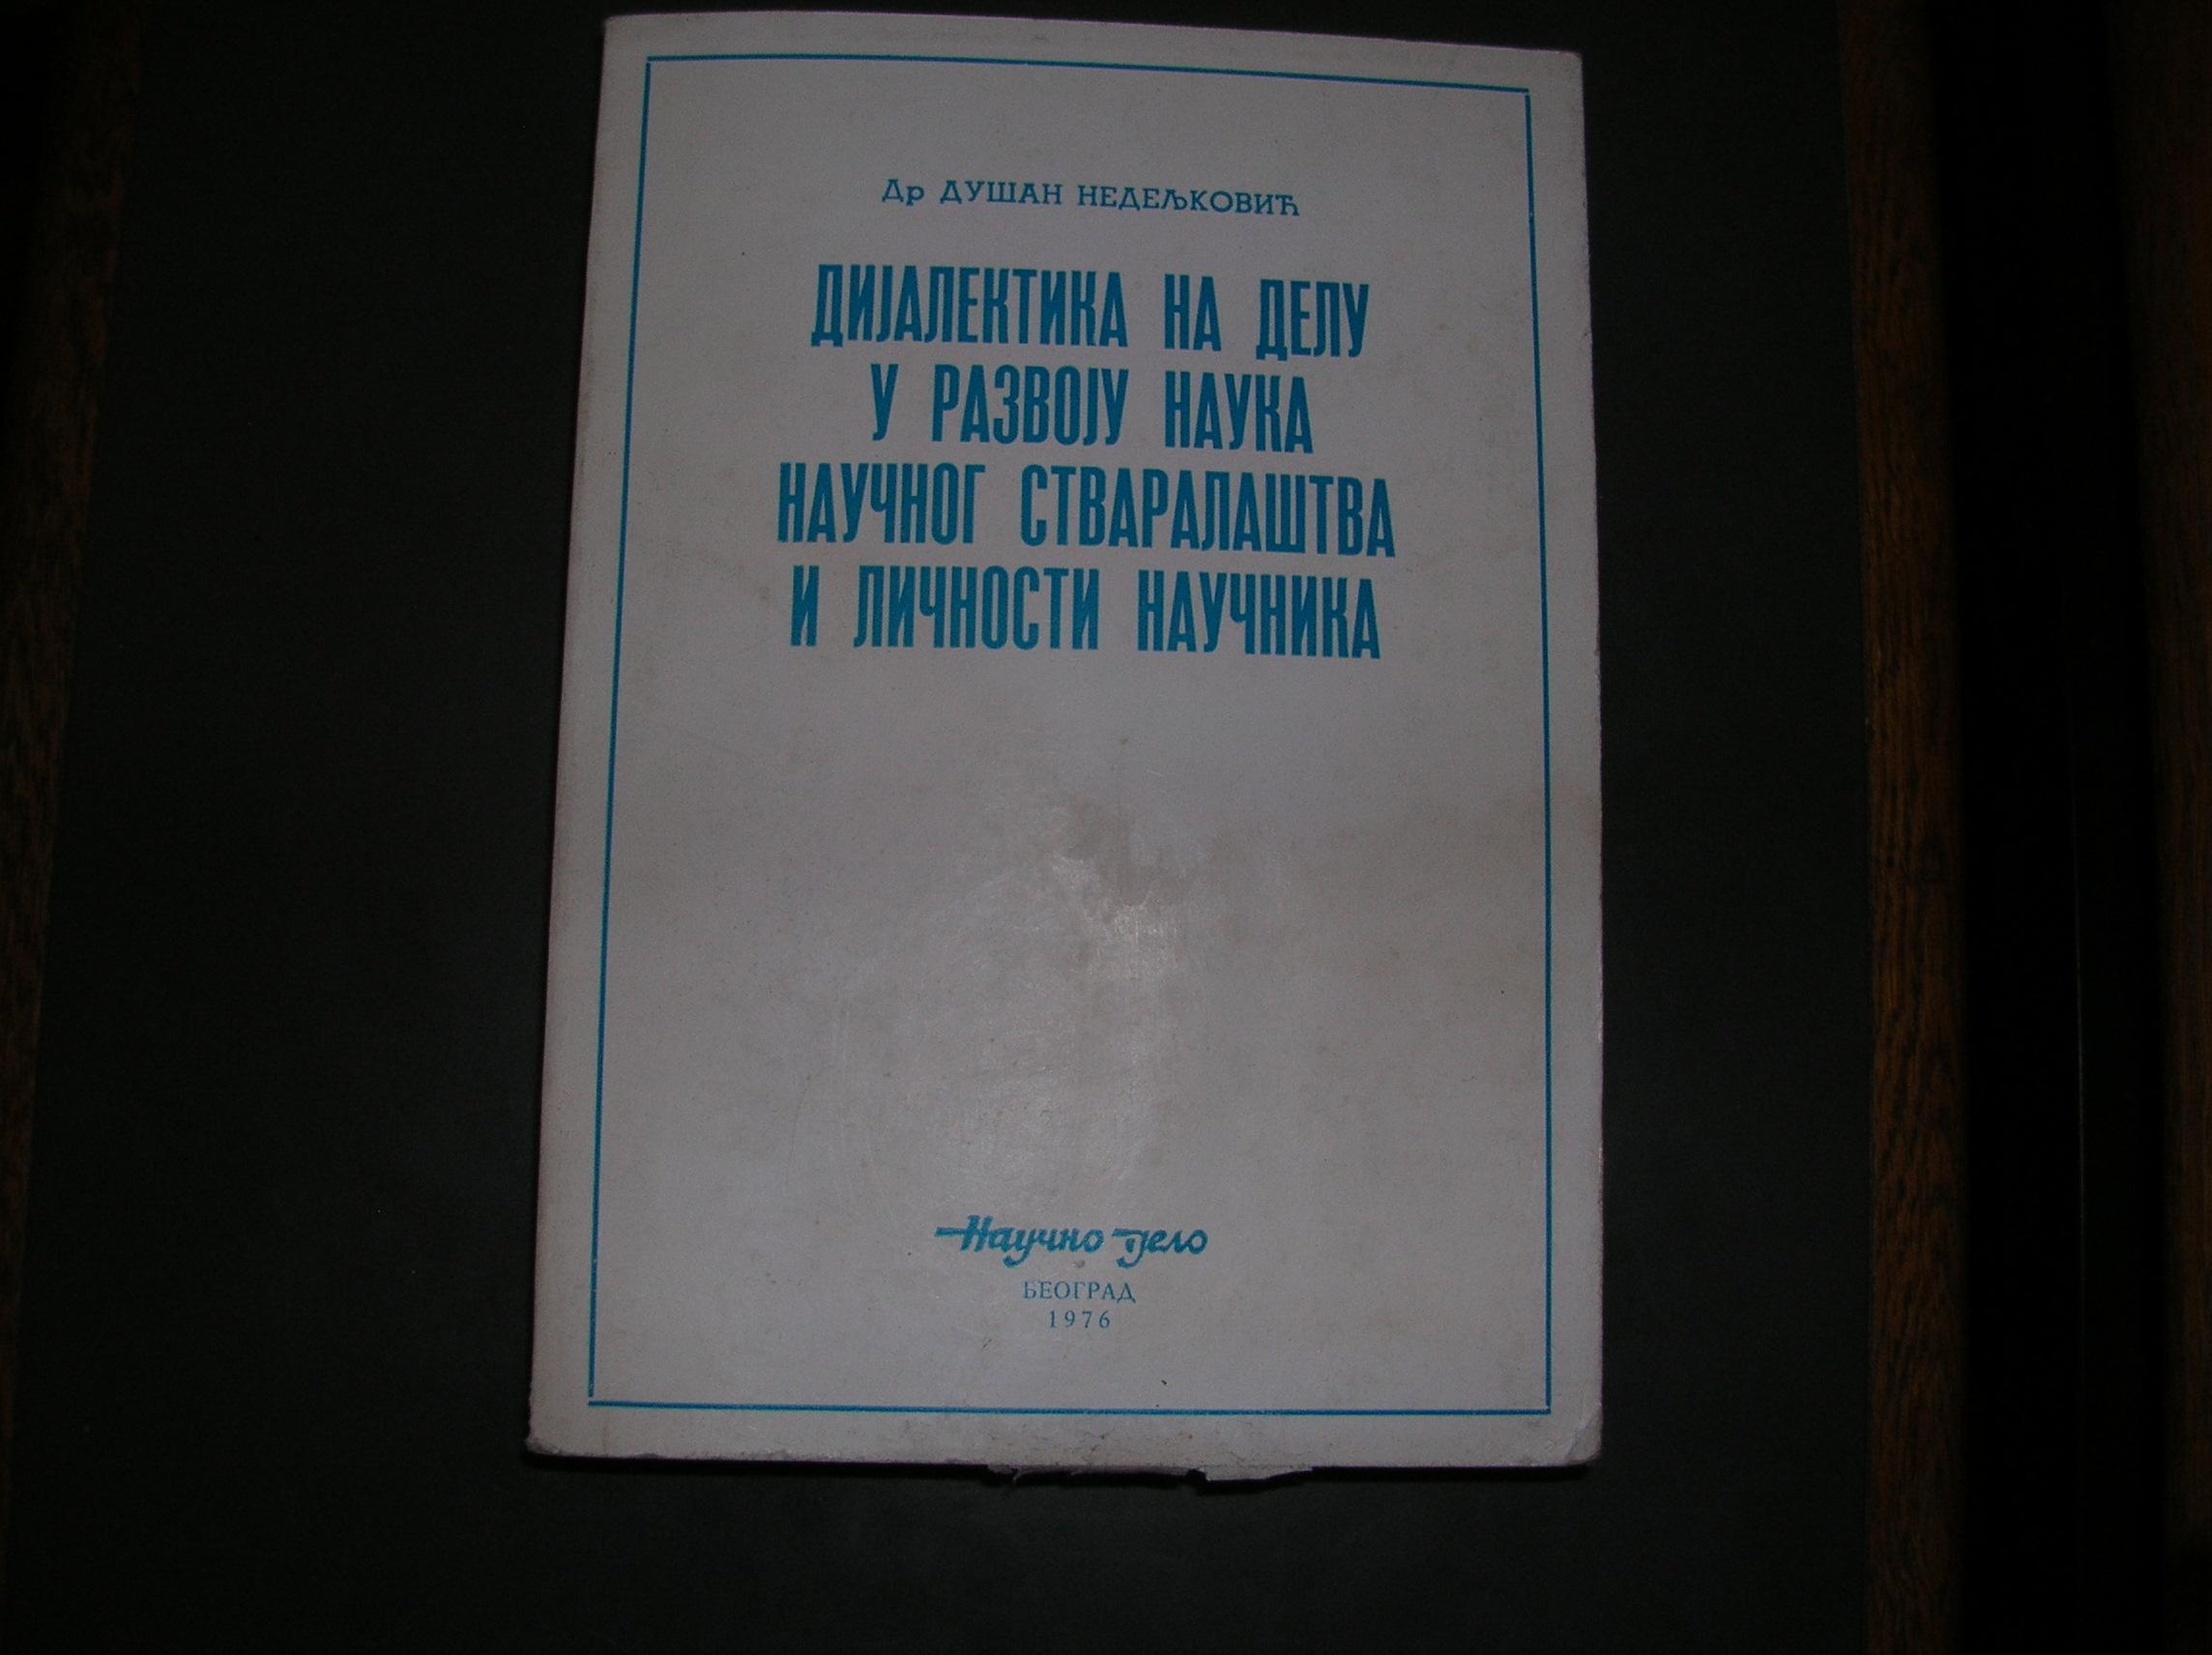 Др ДУШАН НЕДЕЉКОВИЋ
ДИЈАЛЕКТИКА НА ДЕЛУ
У РАЗВОЈУ НАУКА
НАУЧНОГ СТВАРАЛАШТВА
И ЛИЧНОСТИ НАУЧНИКА
Научно дело
БЕОГРАД
1976